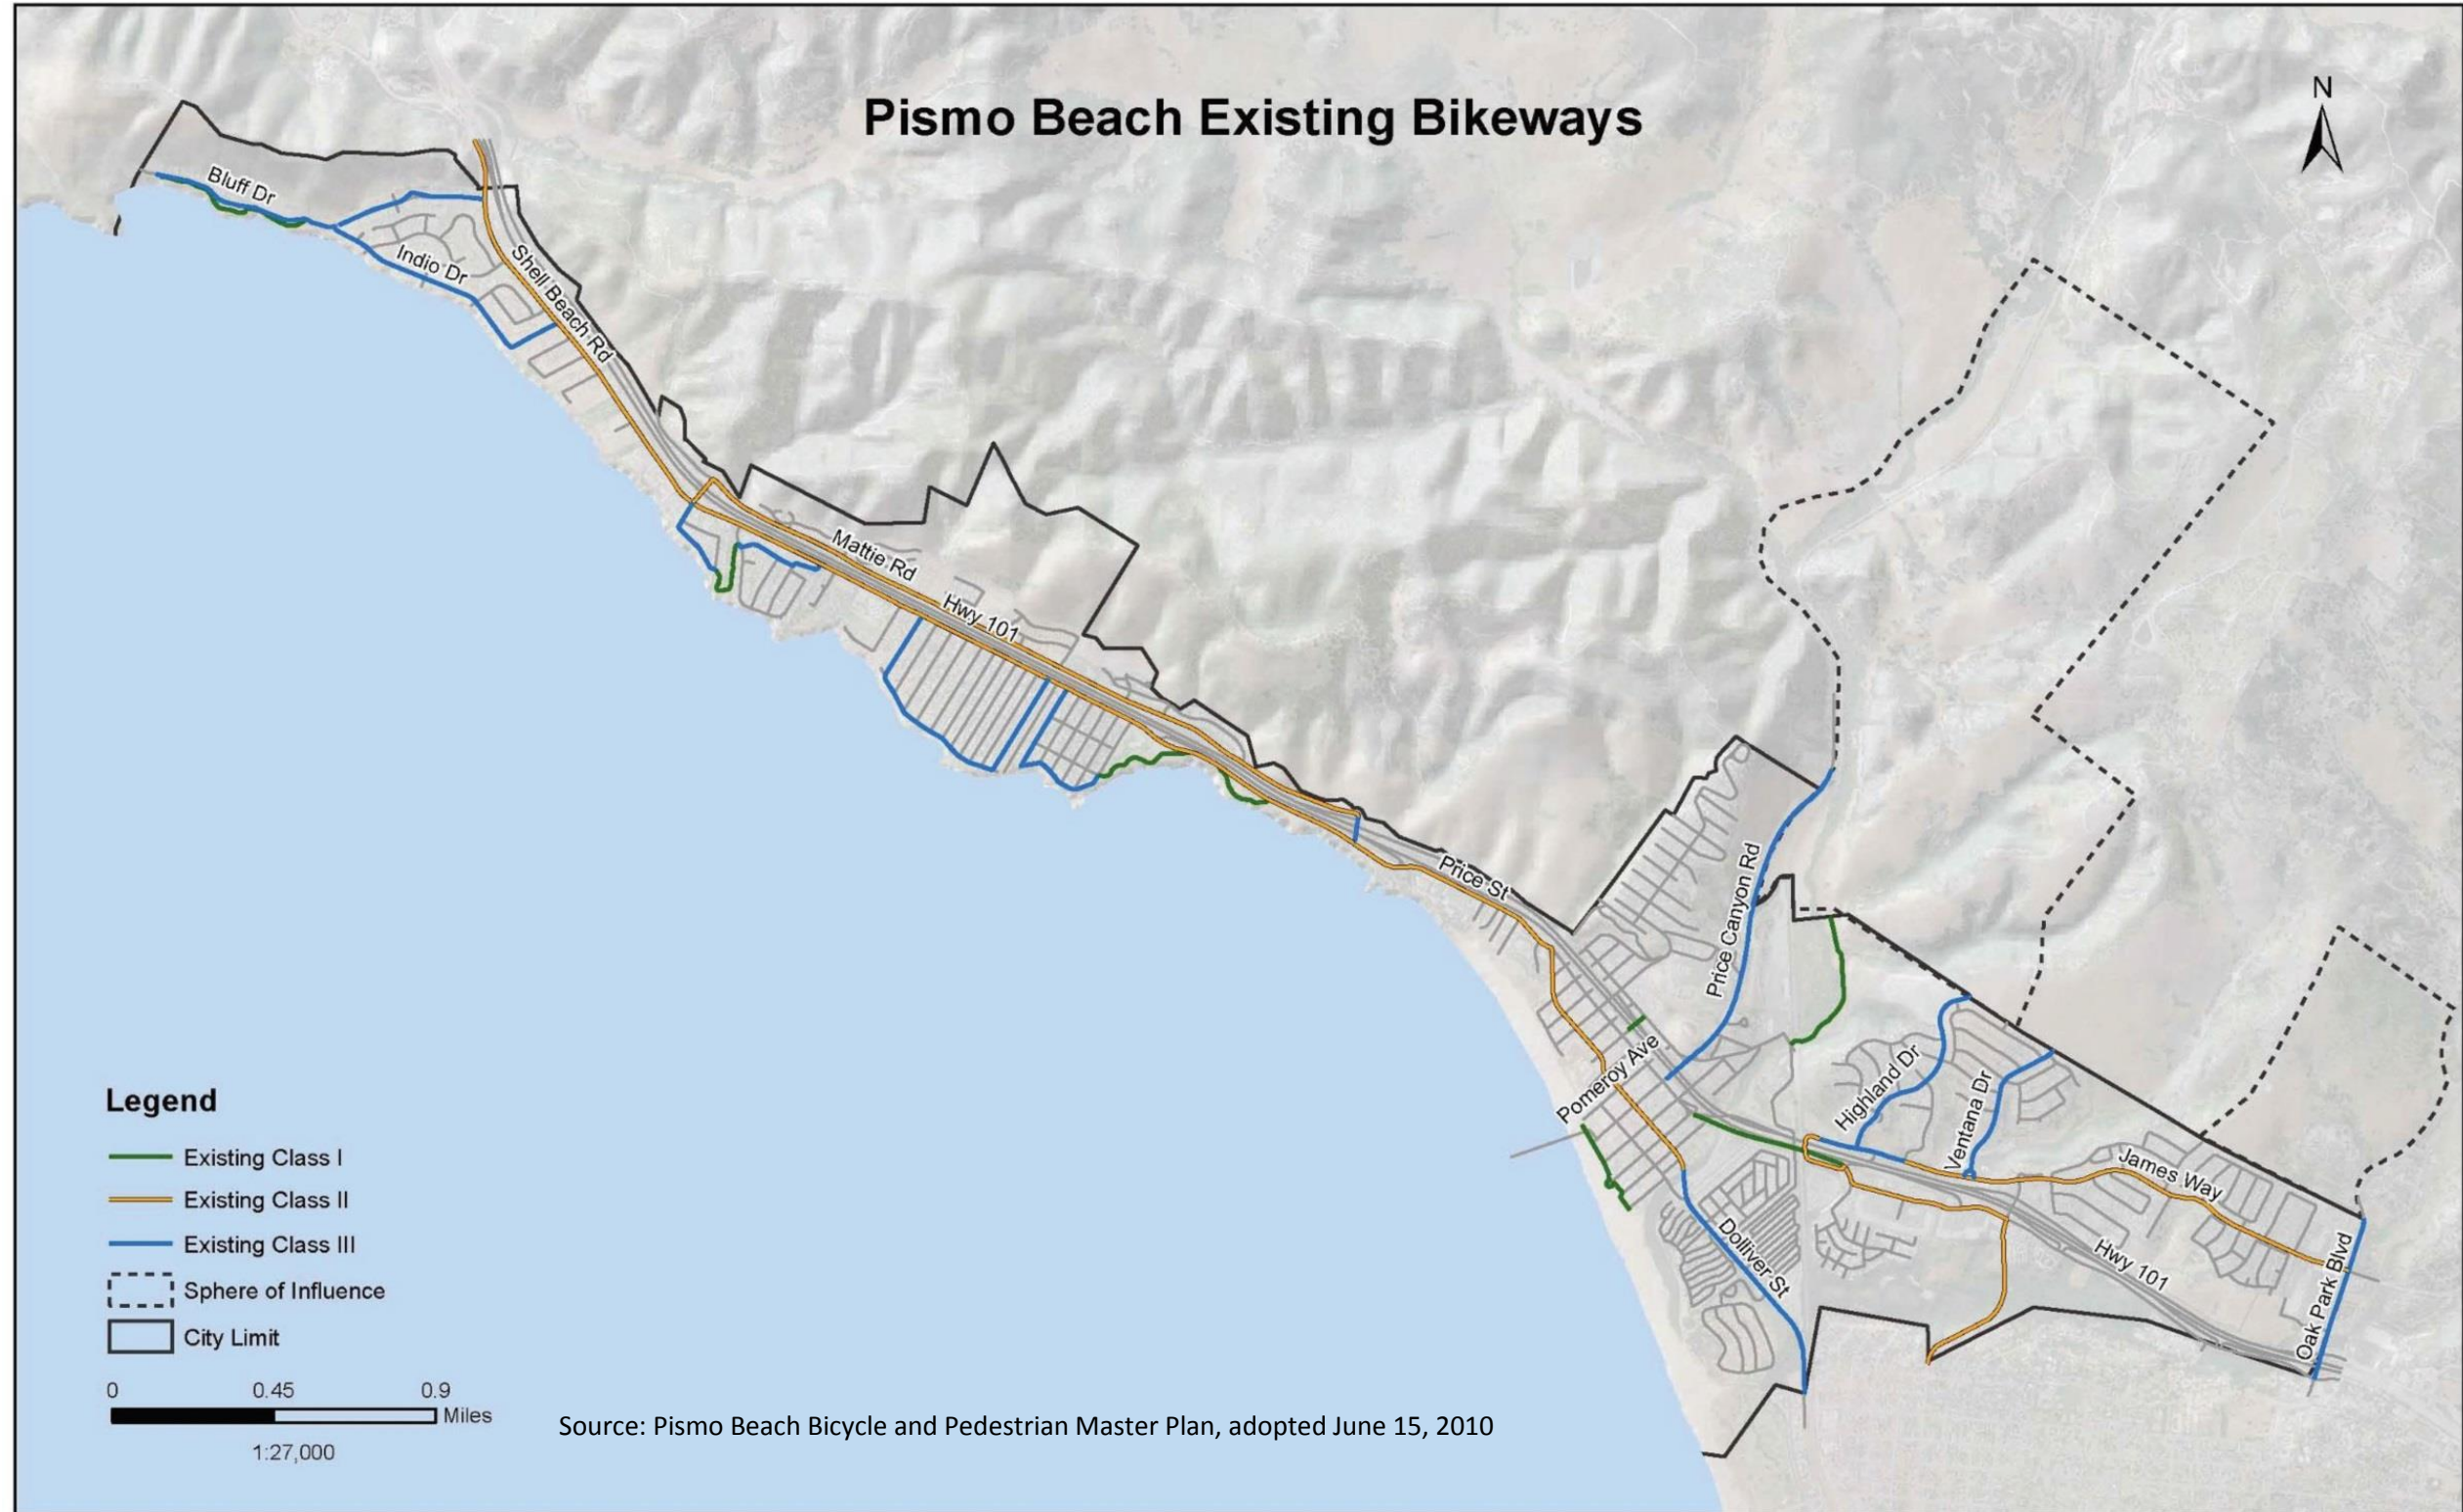 Pismo Beach Existing Bikeways
N
Bluff Dr
Indio Dr
Shell Beach Rd
Mattie Rd
Hwy 101
Price St
Price Canyon Rd
Pomeroy Ave
Highland Dr
Ventana Dr
James Way
Dolliver St
Hwy 101
Oak Park Blvd
Legend
Existing Class I
Existing Class II
Existing Class III
Sphere of Influence
City Limit
0 0.45 0.9
Miles
1:27,000
Source: Pismo Beach Bicycle and Pedestrian Master Plan, adopted June 15, 2010